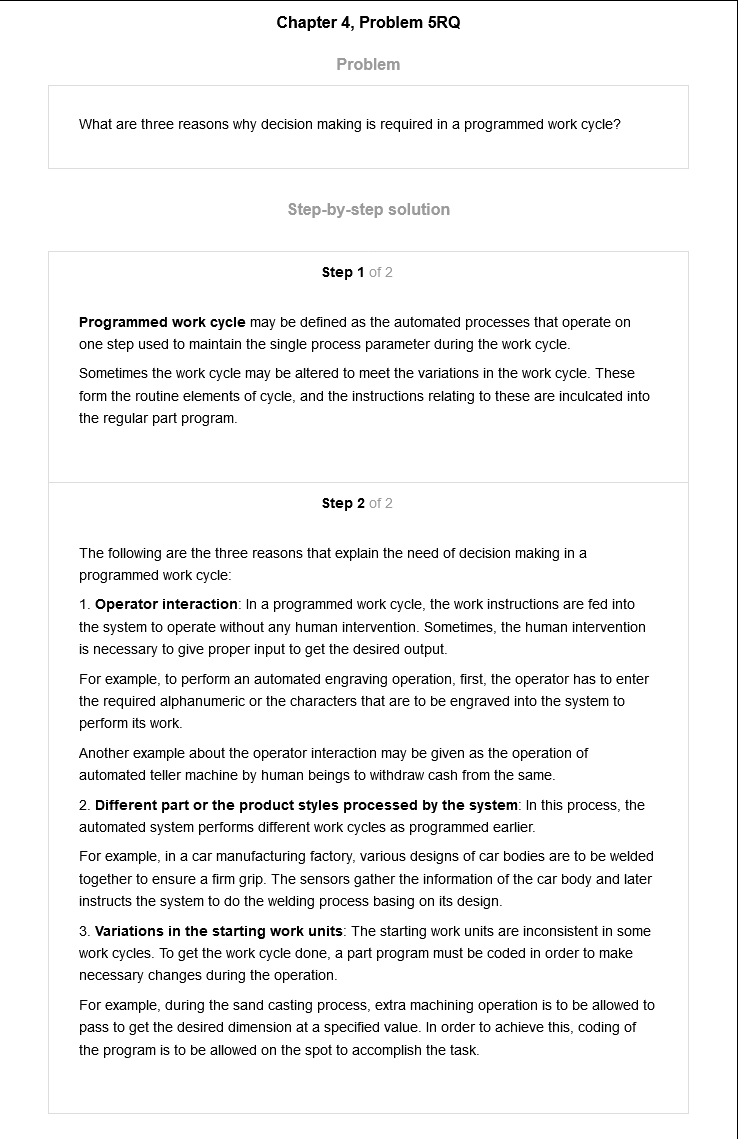 Chapter 4, Problem 5RQ
Problem
What are three reasons why decision making is required in a programmed work cycle?
Step-by-step solution
Step 1 of 2
Programmed work cycle may be defined as the automated processes that operate on
one step used to maintain the single process parameter during the work cycle.
Sometimes the work cycle may be altered to meet the variations in the work cycle. These
form the routine elements of cycle, and the instructions relating to these are inculcated into
the regular part program.
Step 2 of 2
The following are the three reasons that explain the need of decision making in a
programmed work cycle:
1. Operator interaction: In a programmed work cycle, the work instructions are fed into
the system to operate without any human intervention. Sometimes, the human intervention
is necessary to give proper input to get the desired output.
For example, to perform an automated engraving operation, first, the operator has to enter
the required alphanumeric or the characters that are to be engraved into the system to
perform its work.
Another example about the operator interaction may be given as the operation of
automated teller machine by human beings to withdraw cash from the same.
2. Different part or the product styles processed by the system: In this process, the
automated system performs different work cycles as programmed earlier.
For example, in a car manufacturing factory, various designs of car bodies are to be welded
together to ensure a firm grip. The sensors gather the information of the car body and later
instructs the system to do the welding process basing on its design.
3. Variations in the starting work units: The starting work units are inconsistent in some
work cycles. To get the work cycle done, a part program must be coded in order to make
necessary changes during the operation.
For example, during the sand casting process, extra machining operation is to be allowed to
pass to get the desired dimension at a specified value. In order to achieve this, coding of
the program is to be allowed on the spot to accomplish the task.